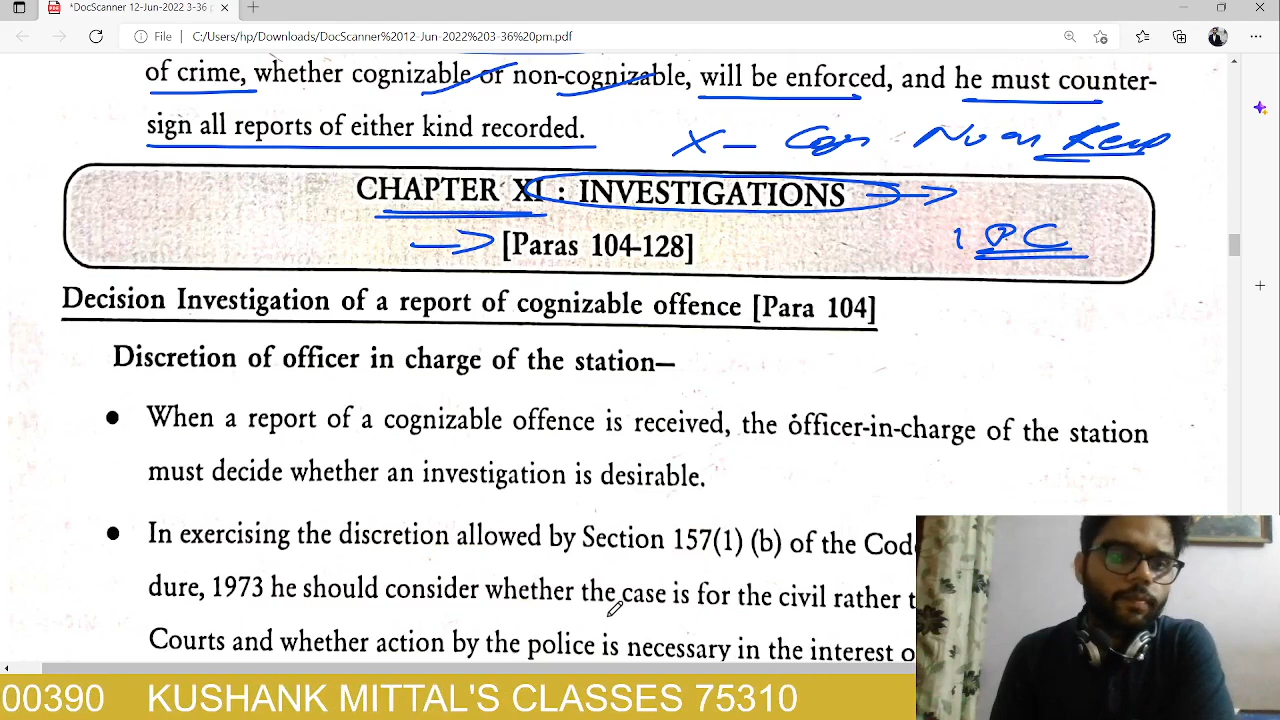 *DocScanner 12-Jun-2022 3-36 p
File
C:/Users/hp/Downloads/DocScanner%2012-Jun-2022%203-36%20pm.pdf
of crime, whether cognizable or non-cognizable, will be enforced, and he must counter-
sign all reports of either kind recorded.
X –
CHAPTER XI : INVESTIGATIONS
[Paras 104-128]
IPC
Decision Investigation of a report of cognizable offence [Para 104]
Discretion of officer in charge of the station—
• When a report of a cognizable offence is received, the officer-in-charge of the station
must decide whether an investigation is desirable.
• In exercising the discretion allowed by Section 157(1) (b) of the Cod
dure, 1973 he should consider whether the case is for the civil rather t
Courts and whether action by the police is necessary in the interest o
00390 KUSHANK MITTAL'S CLASSES 75310